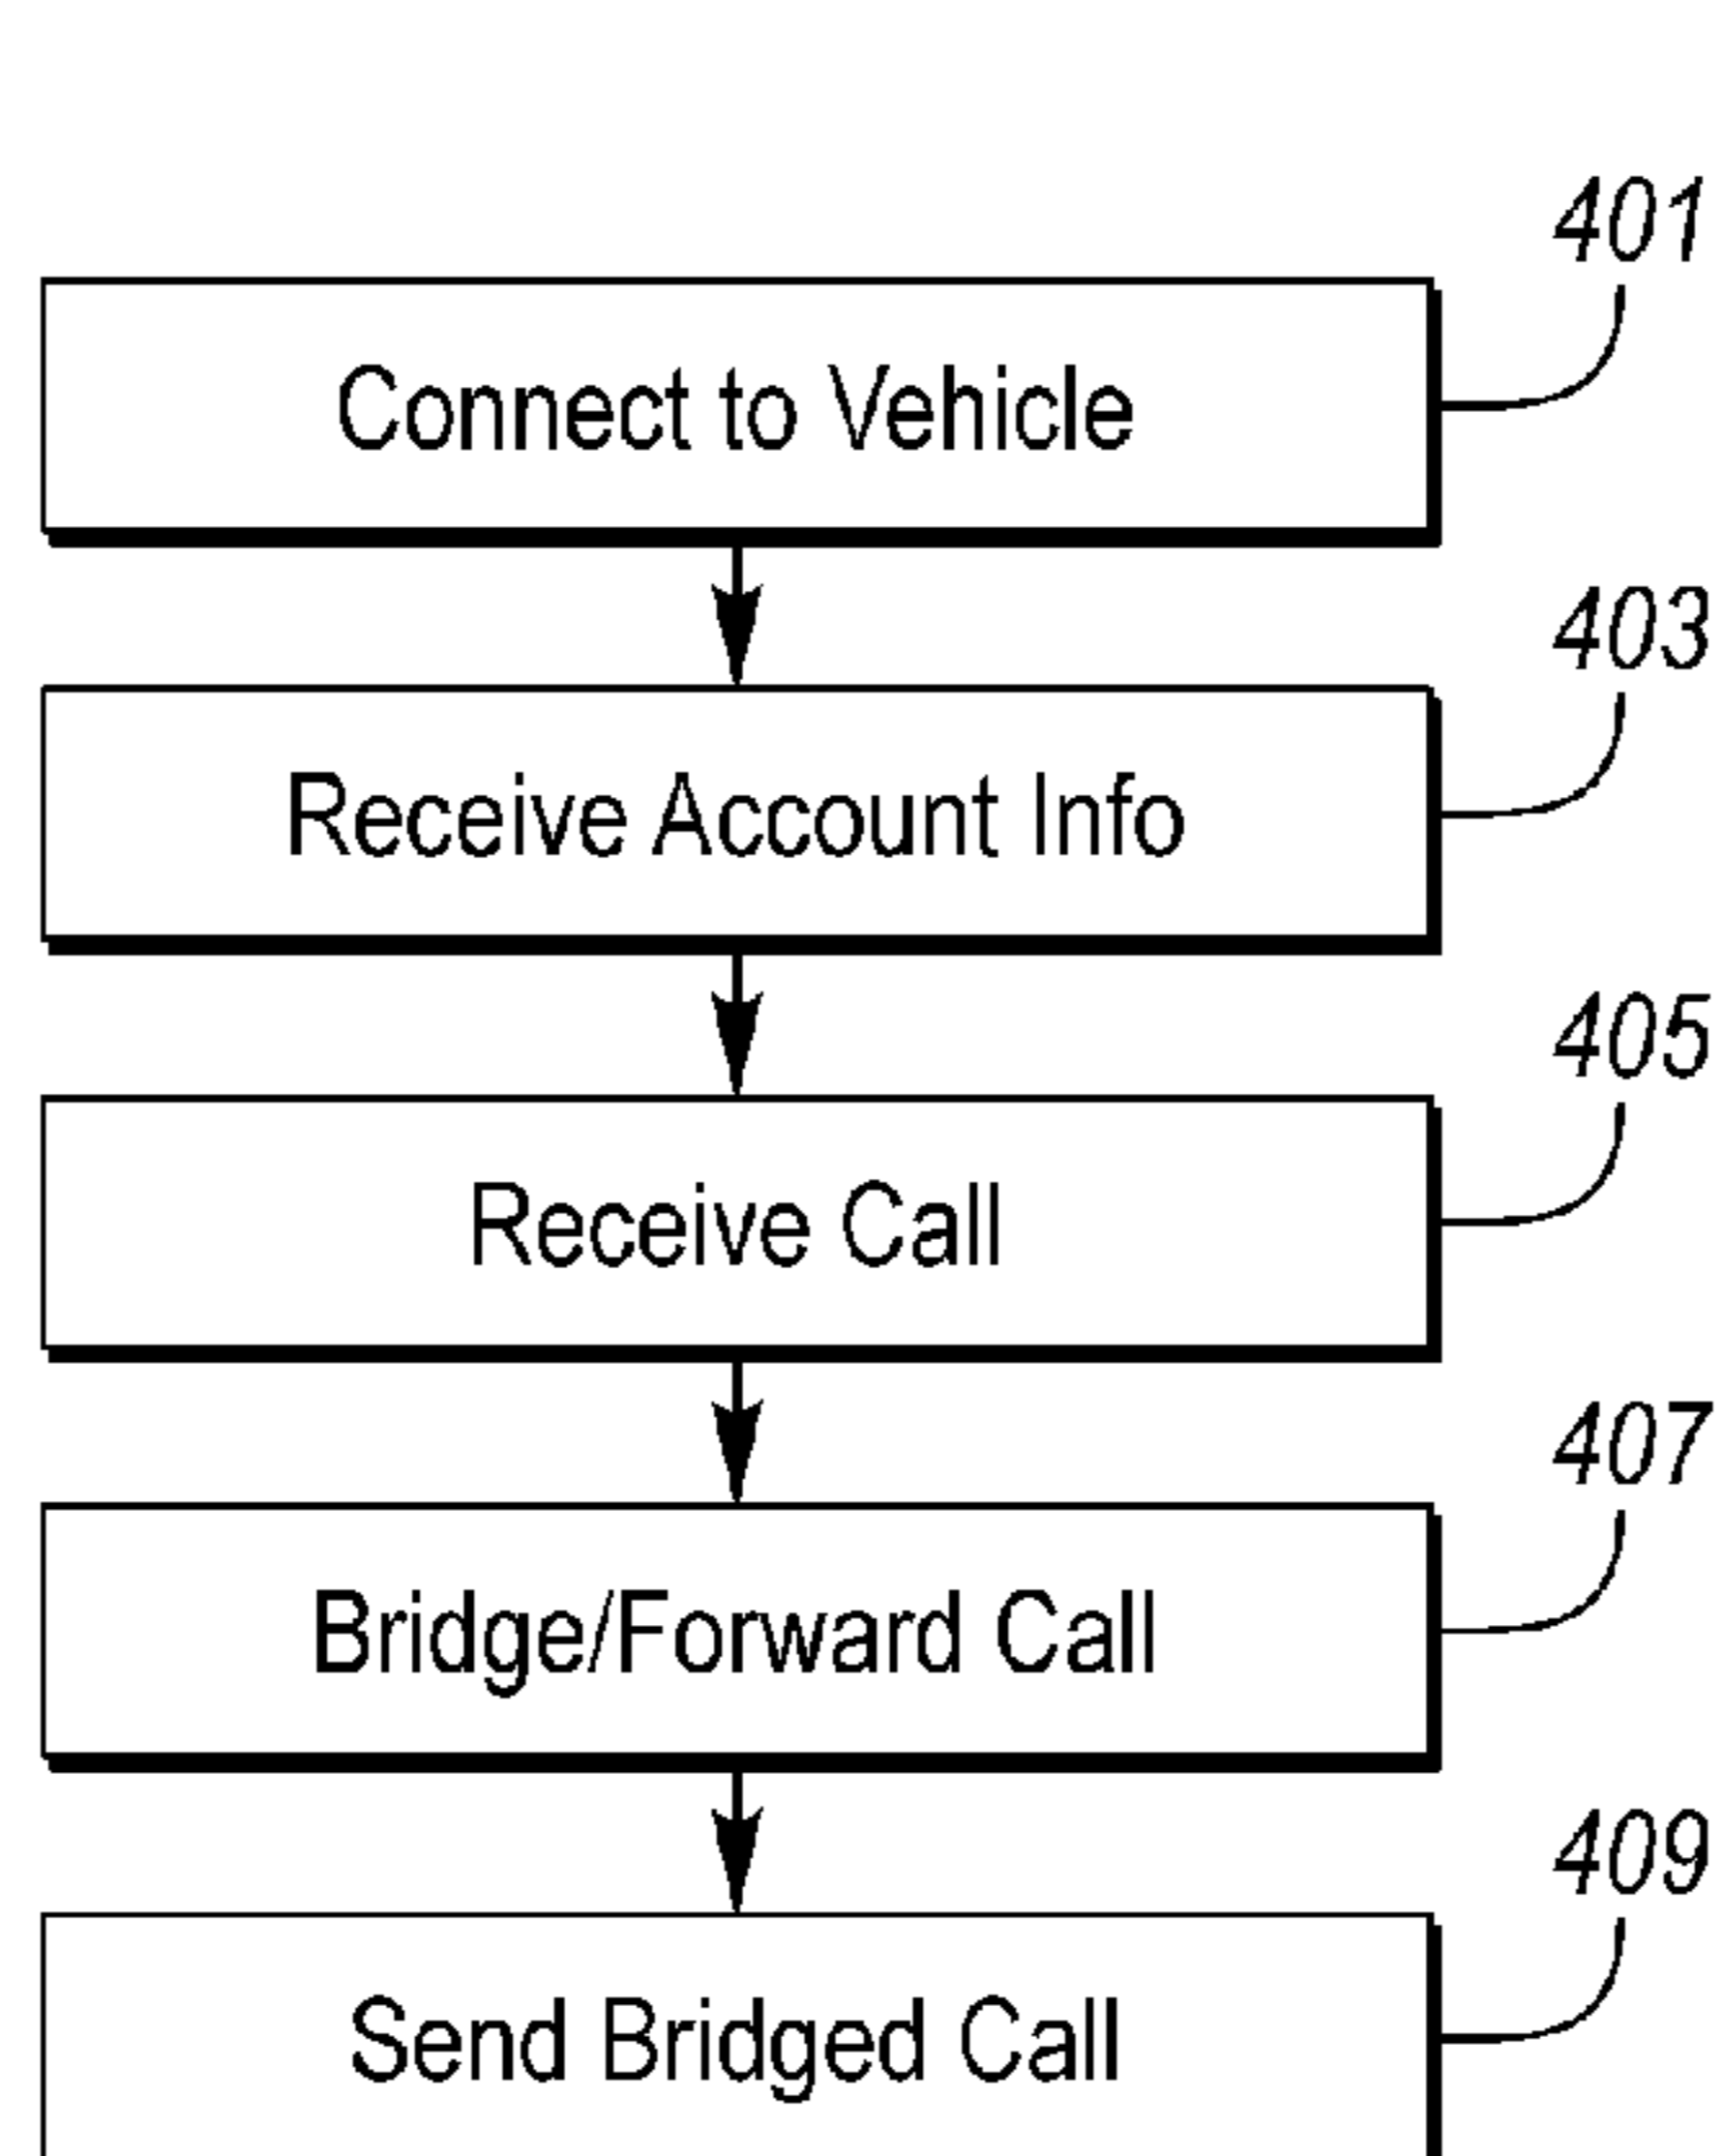 401
Connect to Vehicle
403
Receive Account Info
405
Receive Call
407
Bridge/Forward Call
409
Send Bridged Call